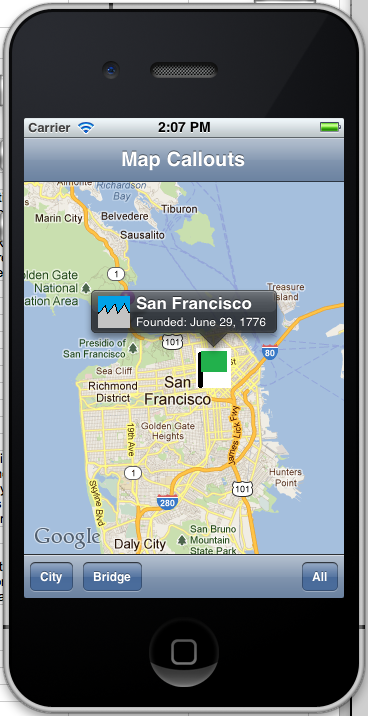 Carrier
2:07 PM
Map Callouts
Richardson
Bay
Tiburon
Marin City
Belvedere
Sausalito
Golden Gate
National
ation Area
1
San Francisco
Founded: June 29, 1776
Treasure
Island
Presidio of
San Francisco
101
80
Sea Cliff
Richmond
District
San
Francisco
st
Golden Gate
Heights
19th Ave
James Lick Fwy
1
Hunters
Point
101
Skyline Blvd
280
San Bruno
Mountain
State Park
Google
Daly City
City
Bridge
All